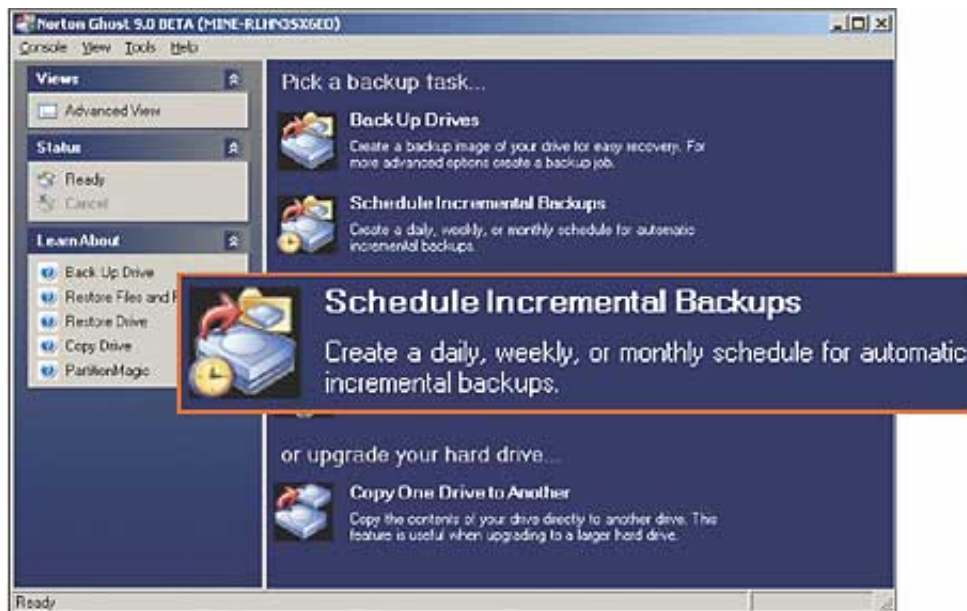 Norton Ghost 9.0 BETA (MINE-RLHN3SX6EO)
Console View Tools Help
Views
Advanced View
Status
Ready
Cancel
Learn About
Back Up Drive
Restore Files and
Restore Drive
Copy Drive
PartitionMagic
Pick a backup task...
Back Up Drives
Create a backup image of your drive for easy recovery. For
more advanced options create a backup job.
Schedule Incremental Backups
Create a daily, weekly, or monthly schedule for automatic
incremental backups.
Schedule Incremental Backups
Create a daily, weekly, or monthly schedule for automatic
incremental backups.
or upgrade your hard drive...
Copy One Drive to Another
Copy the contents of your drive directly to another drive. This
feature is useful when upgrading to a larger hard drive.
Ready